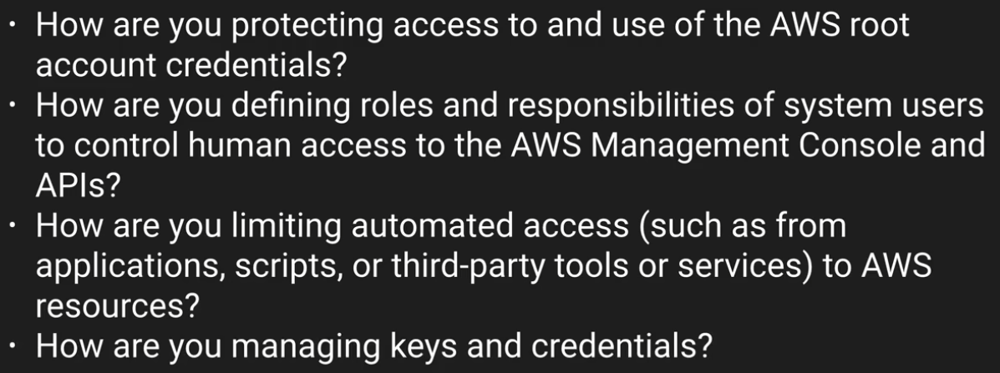 • How are you protecting access to and use of the AWS root
account credentials?
• How are you defining roles and responsibilities of system users
to control human access to the AWS Management Console and
APIs?
• How are you limiting automated access (such as from
applications, scripts, or third-party tools or services) to AWS
resources?
• How are you managing keys and credentials?